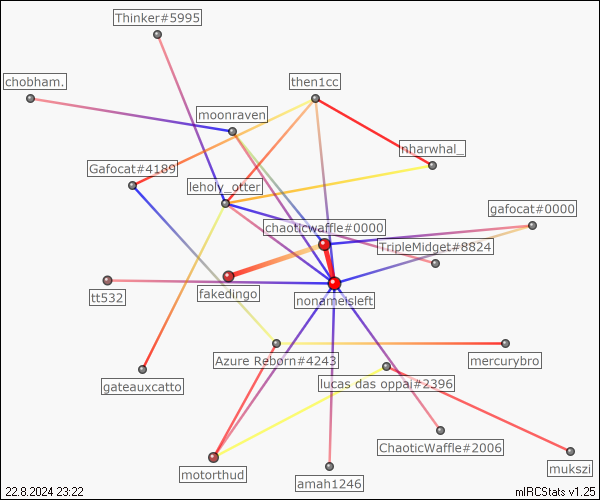 Thinker#5995
chobham.
then1cc
moonraven
nharwhal_
Gafocat#4189
leholy_otter
gafocat#0000
chaoticwaffle#0000
TripleMidget#8824
tt532
fakedingo
nonameisleft
Azure Reborn#4243
mercurybro
gateauxcatto
lucas das oppai#2396
ChaoticWaffle#2006
motorthud
amah1246
mukszi
22.8.2024 23:22
mIRCStats v1.25